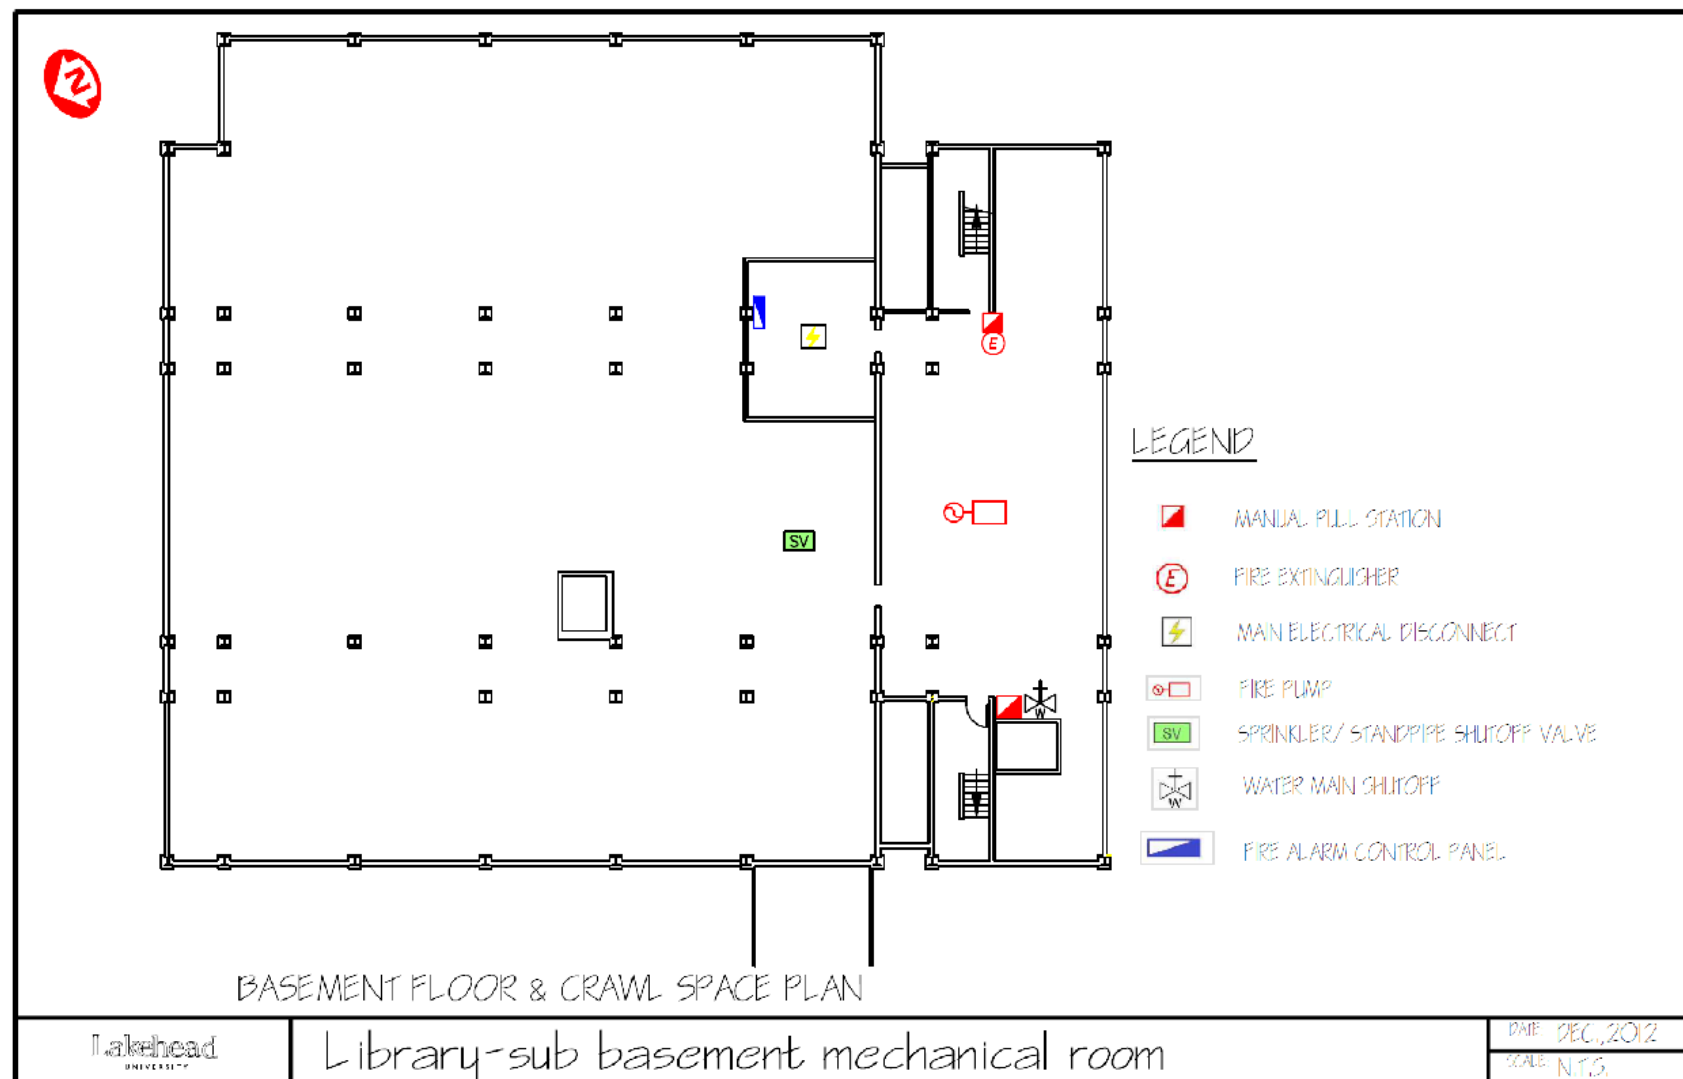 N
E
SV
W
LEGEND
MANUAL PULL STATION
E FIRE EXTINGUISHER
MAIN ELECTRICAL DISCONNECT
FIRE PUMP
SV SPRINKLER/ STANDPIPE SHUTOFF VALVE
W WATER MAIN SHUTOFF
FIRE ALARM CONTROL PANEL
BASEMENT FLOOR & CRAWL SPACE PLAN
Lakehead
UNIVERSITY
Library-sub basement mechanical room
DATE DEC.,2012
SCALE N.T.S.